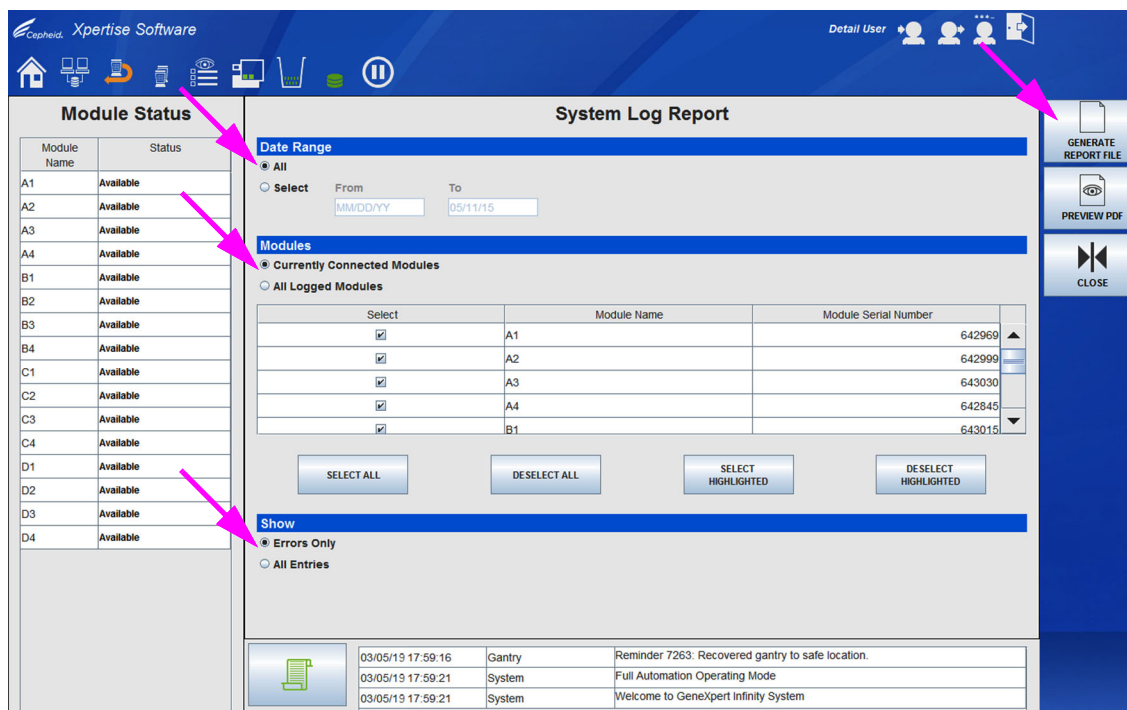 Cepheid. Xpertise Software
Detail User
Module Status
Module Name Status
A1 Available
A2 Available
A3 Available
A4 Available
B1 Available
B2 Available
B3 Available
B4 Available
C1 Available
C2 Available
C3 Available
C4 Available
D1 Available
D2 Available
D3 Available
D4 Available
System Log Report
Date Range
All
Select From To
MM/DD/YY 05/11/15
Modules
Currently Connected Modules
All Logged Modules
Select Module Name Module Serial Number
A1 642969
A2 642999
A3 643030
A4 642845
B1 643015
SELECT ALL
DESELECT ALL
SELECT
HIGHLIGHTED
DESELECT
HIGHLIGHTED
Show
Errors Only
All Entries
03/05/19 17:59:16 Gantry Reminder 7263: Recovered gantry to safe location.
03/05/19 17:59:21 System Full Automation Operating Mode
03/05/19 17:59:21 System Welcome to GeneXpert Infinity System
GENERATE
REPORT FILE
PREVIEW PDF
CLOSE